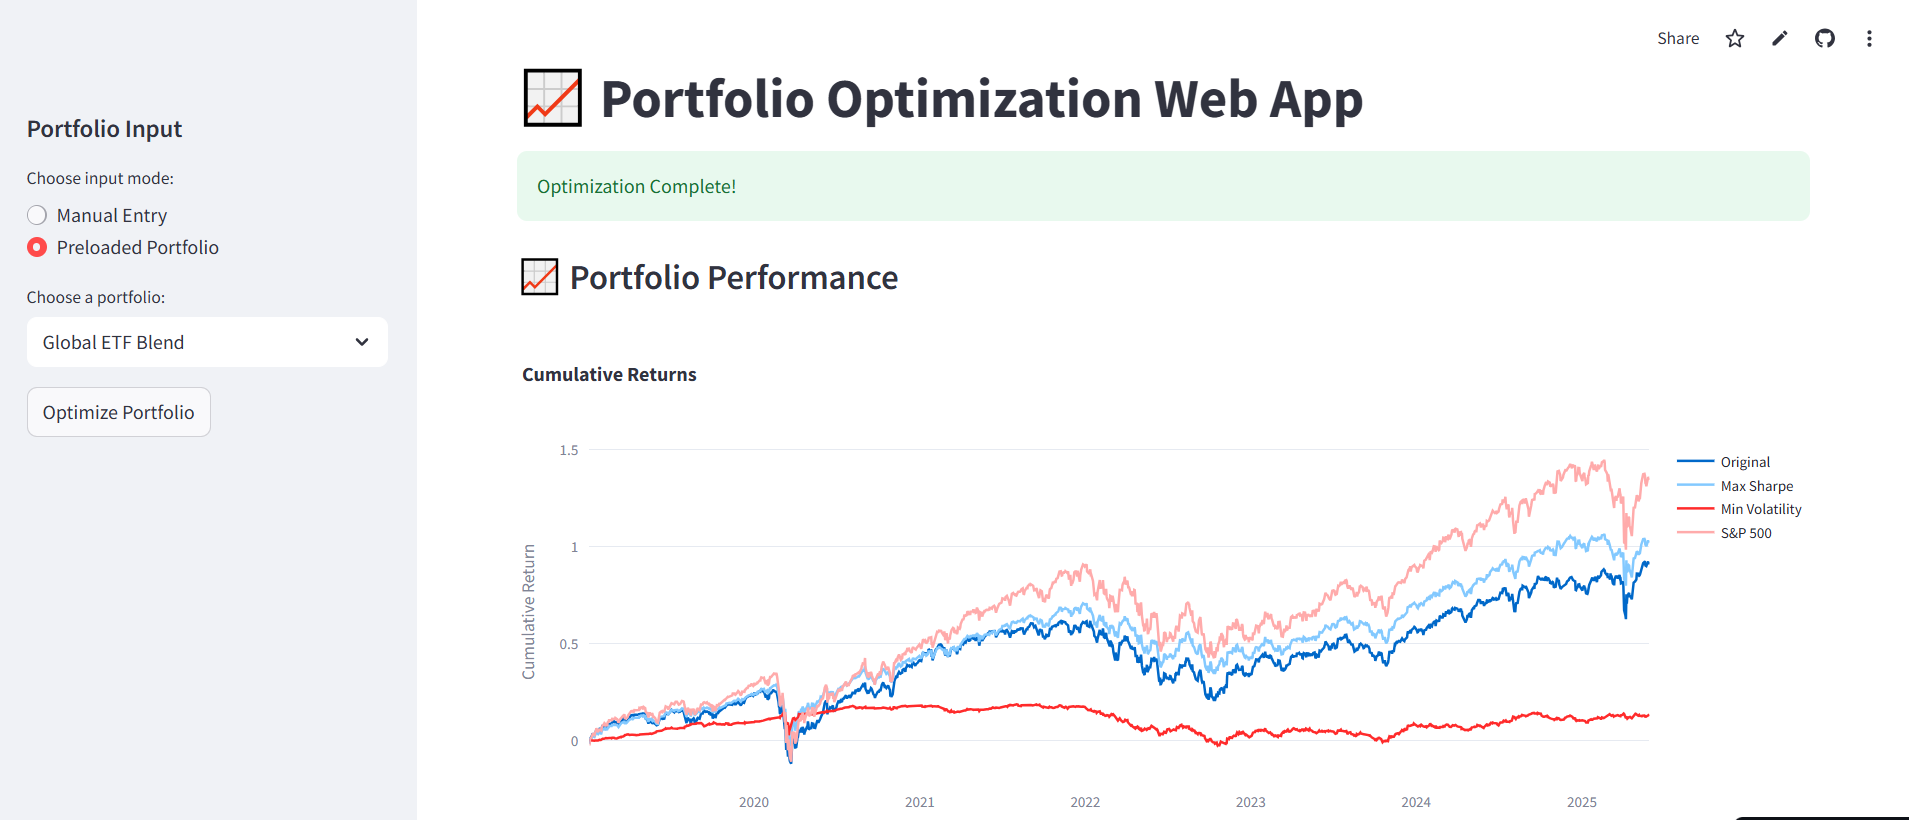 Share
Portfolio Input
Choose input mode:
Manual Entry
Preloaded Portfolio
Choose a portfolio:
Global ETF Blend
Optimize Portfolio
Portfolio Optimization Web App
Optimization Complete!
Portfolio Performance
Cumulative Returns
Cumulative Return
1.5
1
0.5
0
2020
2021
2022
2023
2024
2025
Original
Max Sharpe
Min Volatility
S&P 500